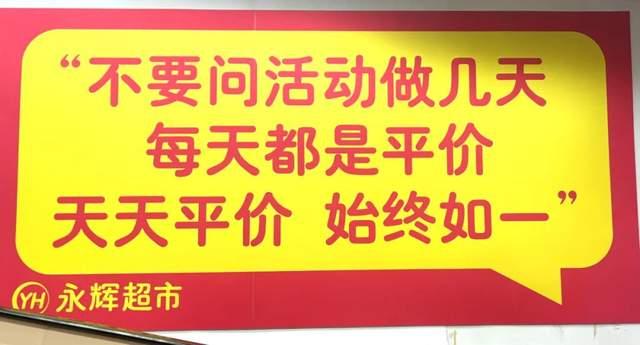 “不要问活动做几天
每天都是平价
天天平价 始终如一”
YH 永辉超市